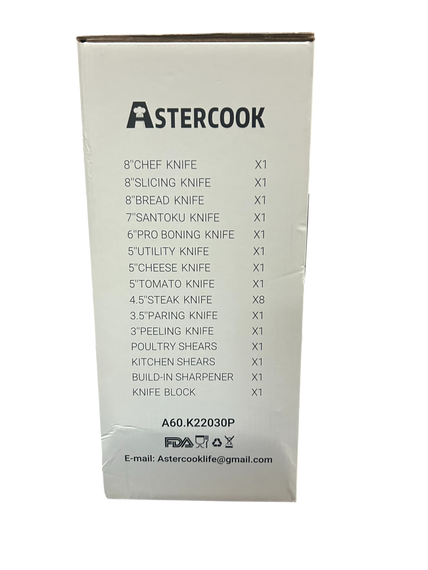 ASTERCOOK
8"CHEF KNIFE X1
8"SLICING KNIFE X1
8"BREAD KNIFE X1
7"SANTOKU KNIFE X1
6"PRO BONING KNIFE X1
5"UTILITY KNIFE X1
5"CHEESE KNIFE X1
5"TOMATO KNIFE X1
4.5"STEAK KNIFE X8
3.5"PARING KNIFE X1
3"PEELING KNIFE X1
POULTRY SHEARS X1
KITCHEN SHEARS X1
BUILD-IN SHARPENER X1
KNIFE BLOCK X1
A60.K22030P
FDA
E-mail: Astercooklife@gmail.com